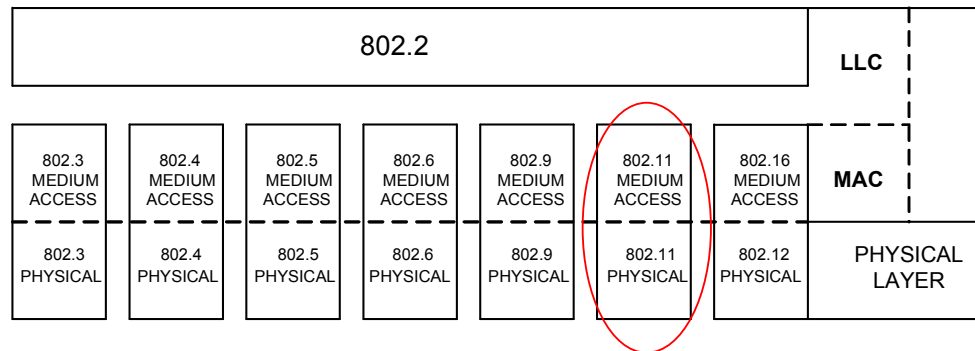 802.2
LLC
802.3
MEDIUM
ACCESS
802.4
MEDIUM
ACCESS
802.5
MEDIUM
ACCESS
802.6
MEDIUM
ACCESS
802.9
MEDIUM
ACCESS
802.11
MEDIUM
ACCESS
802.16
MEDIUM
ACCESS
MAC
802.3
PHYSICAL
802.4
PHYSICAL
802.5
PHYSICAL
802.6
PHYSICAL
802.9
PHYSICAL
802.11
PHYSICAL
802.12
PHYSICAL
PHYSICAL
LAYER